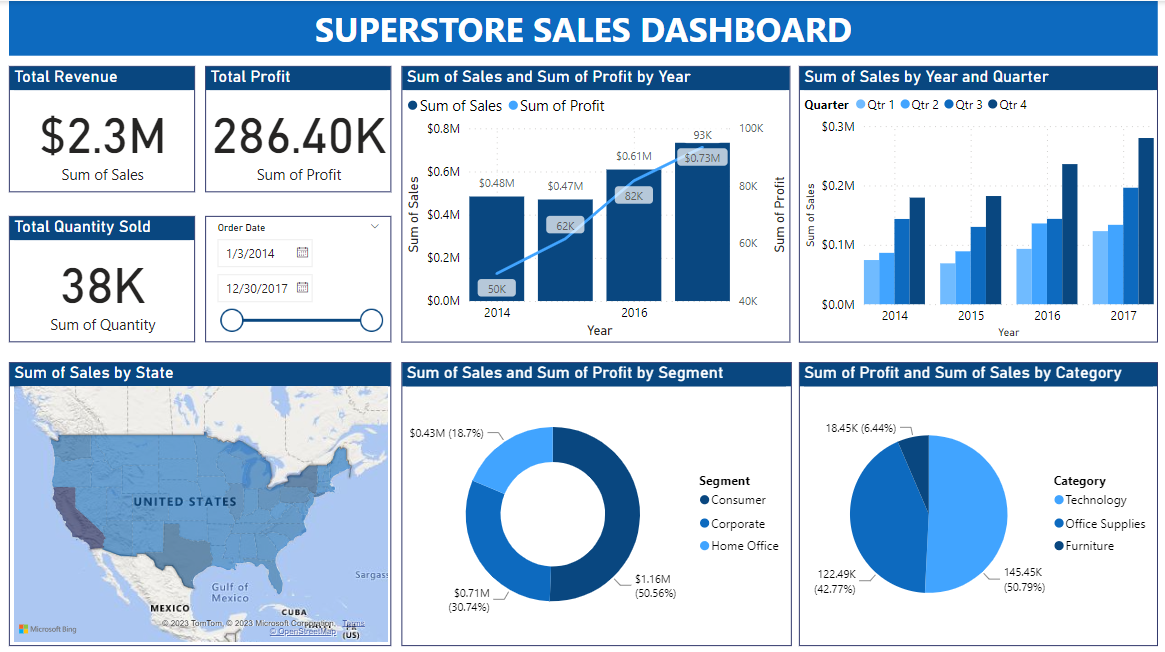 SUPERSTORE SALES DASHBOARD
Total Revenue
$2.3M
Sum of Sales
Total Profit
286.40K
Sum of Profit
Total Quantity Sold
38K
Sum of Quantity
Order Date
1/3/2014
12/30/2017
Sum of Sales and Sum of Profit by Year
Sum of Sales
Sum of Profit
$0.8M
$0.6M
$0.4M
$0.2M
$0.0M
Sum of Sales
$0.48M
$0.47M
$0.61M
$0.73M
50K
62K
82K
93K
100K
80K
60K
40K
Sum of Profit
2014
2016
Year
Sum of Sales by Year and Quarter
Quarter Qtr 1 Qtr 2 Qtr 3 Qtr 4
$0.3M
$0.2M
$0.1M
$0.0M
Sum of Sales
2014 2015 2016 2017
Year
Sum of Sales by State
UNITED STATES
Gulf of
Mexico
Sargass
MEXICO
CUBA
Microsoft Bing
© 2023 TomTom, © 2023 Microsoft Corporation, Terms
© OpenStreetMap
(US)
Sum of Sales and Sum of Profit by Segment
$0.43M (18.7%)
$0.71M
(30.74%)
$1.16M
(50.56%)
Segment
Consumer
Corporate
Home Office
Sum of Profit and Sum of Sales by Category
18.45K (6.44%)
122.49K
(42.77%)
145.45K
(50.79%)
Category
Technology
Office Supplies
Furniture